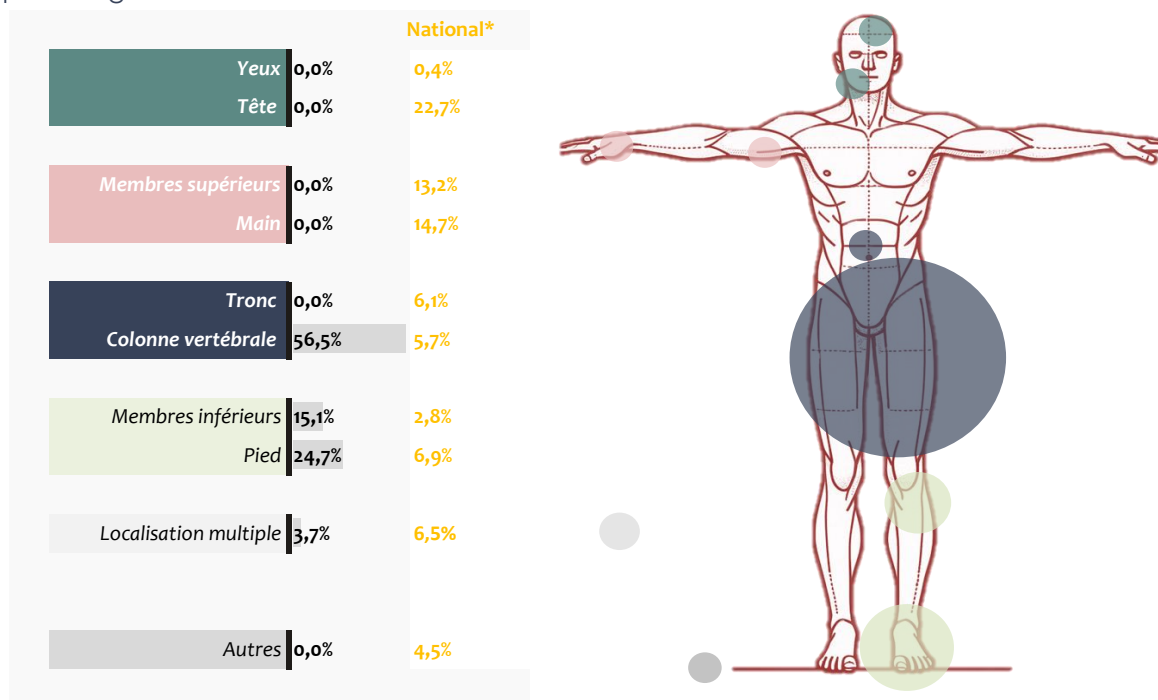 National*
Yeux 0,0% 0,4%
Tête 0,0% 22,7%
Membres supérieurs 0,0% 13,2%
Main 0,0% 14,7%
Tronc 0,0% 6,1%
Colonne vertébrale 56,5% 5,7%
Membres inférieurs 15,1% 2,8%
Pied 24,7% 6,9%
Localisation multiple 3,7% 6,5%
Autres 0,0% 4,5%